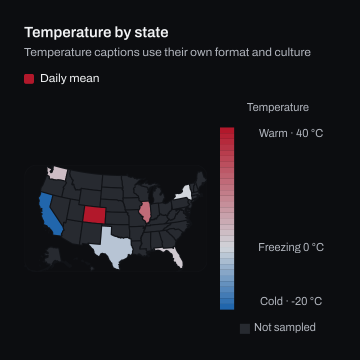 Temperature by state
Temperature captions use their own format and culture
Daily mean
Temperature
Warm · 40 °C
Freezing 0 °C
Cold · -20 °C
Not sampled